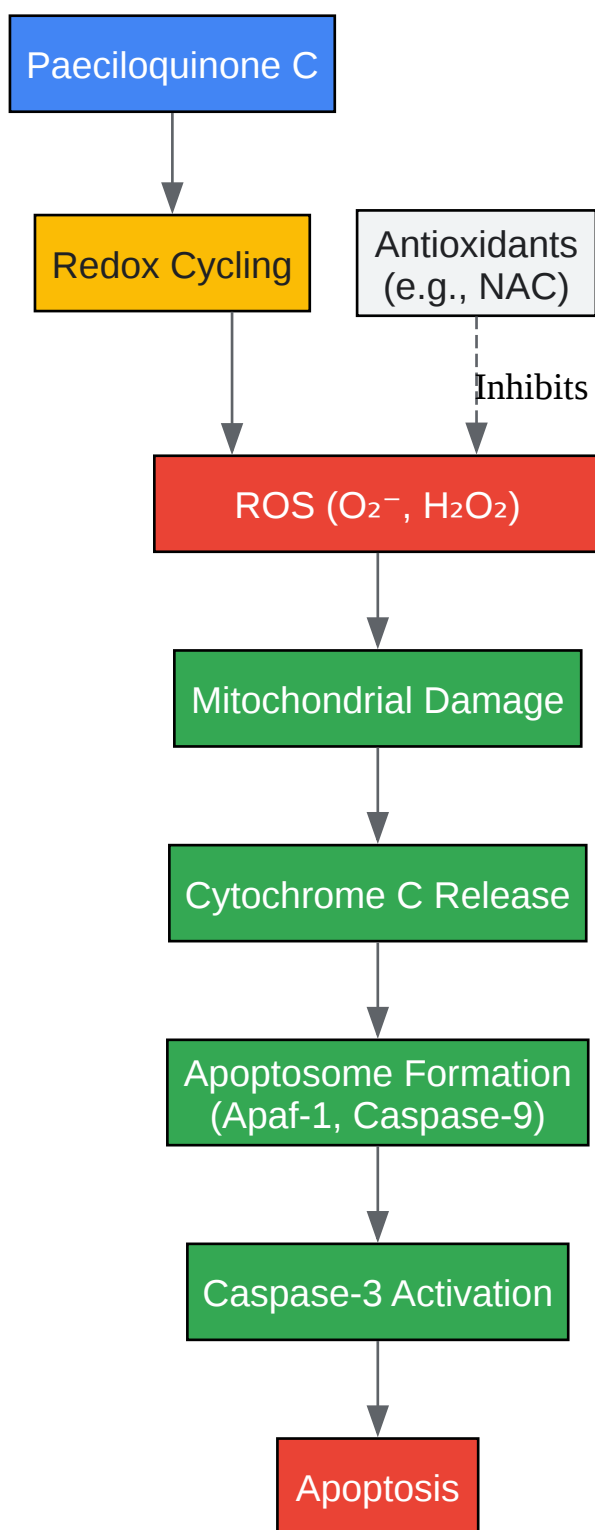 Paeciloquinone C
Redox Cycling
Antioxidants
(e.g., NAC)
Inhibits
ROS (O₂⁻, H₂O₂)
Mitochondrial Damage
Cytochrome C Release
Apoptosome Formation
(Apaf-1, Caspase-9)
Caspase-3 Activation
Apoptosis